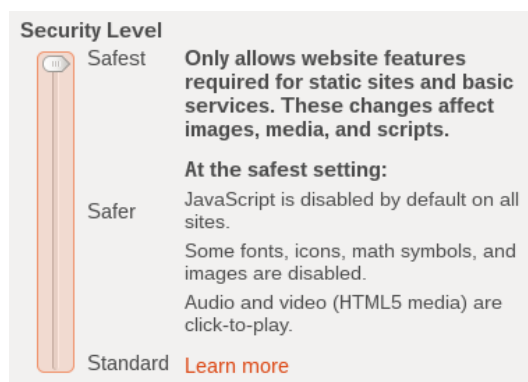 Security Level
Safest
Only allows website features
required for static sites and basic
services. These changes affect
images, media, and scripts.
At the safest setting:
JavaScript is disabled by default on all
sites.
Safer
Some fonts, icons, math symbols, and
images are disabled.
Audio and video (HTML5 media) are
click-to-play.
Standard
Learn more